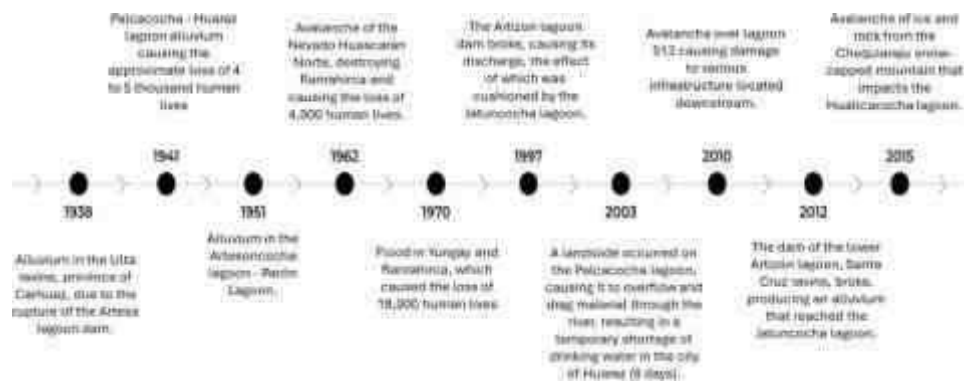 Palcacocha - Huaraz
lagoon alluvium
causing the
approximate loss of 4
to 5 thousand human
lives
Avalanche of the
Nevado Huascarán
Norte, destroying
Ranrahirca and
causing the loss of
4,000 human lives.
The Artizon lagoon
dam broke, causing its
discharge, the effect
of which was
cushioned by the
Jatuncocha lagoon.
Avalanche over lagoon
513 causing damage
to various
infrastructure located
downstream.
Avalanche of ice and
rock from the
snow-
capped mountain that
impacts the
Hualcacocha lagoon.
1941
1962
1997
2010
2015
1938
1951
1970
2003
2012
Alluvium in the Ulta
ravine, province of
Carhuaz, due to the
rupture of the Artesa
lagoon dam.
Alluvium in the
Artesoncocha
lagoon - Parón
Lagoon.
Flood in Yungay and
Ranrahirca, which
caused the loss of
18,000 human lives
A landslide occurred on
the Palcacocha lagoon,
causing it to overflow and
drag material through the
river, resulting in a
temporary shortage of
drinking water in the city
of Huaraz (6 days).
The dam of the lower
Artizón lagoon, Santa
Cruz ravine, broke,
producing an alluvium
that reached the
Jatuncocha lagoon.